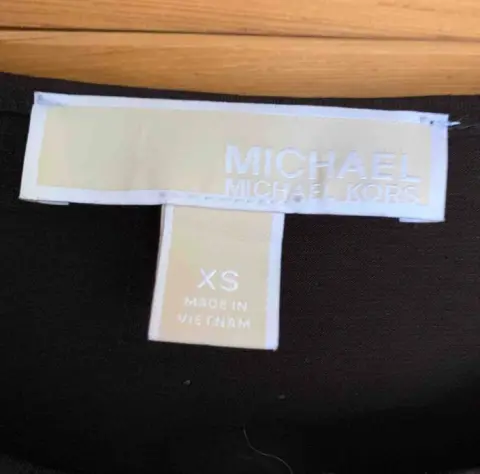 MICHAEL
MICHAEL KORS
XS
MADE IN
VIETNAM